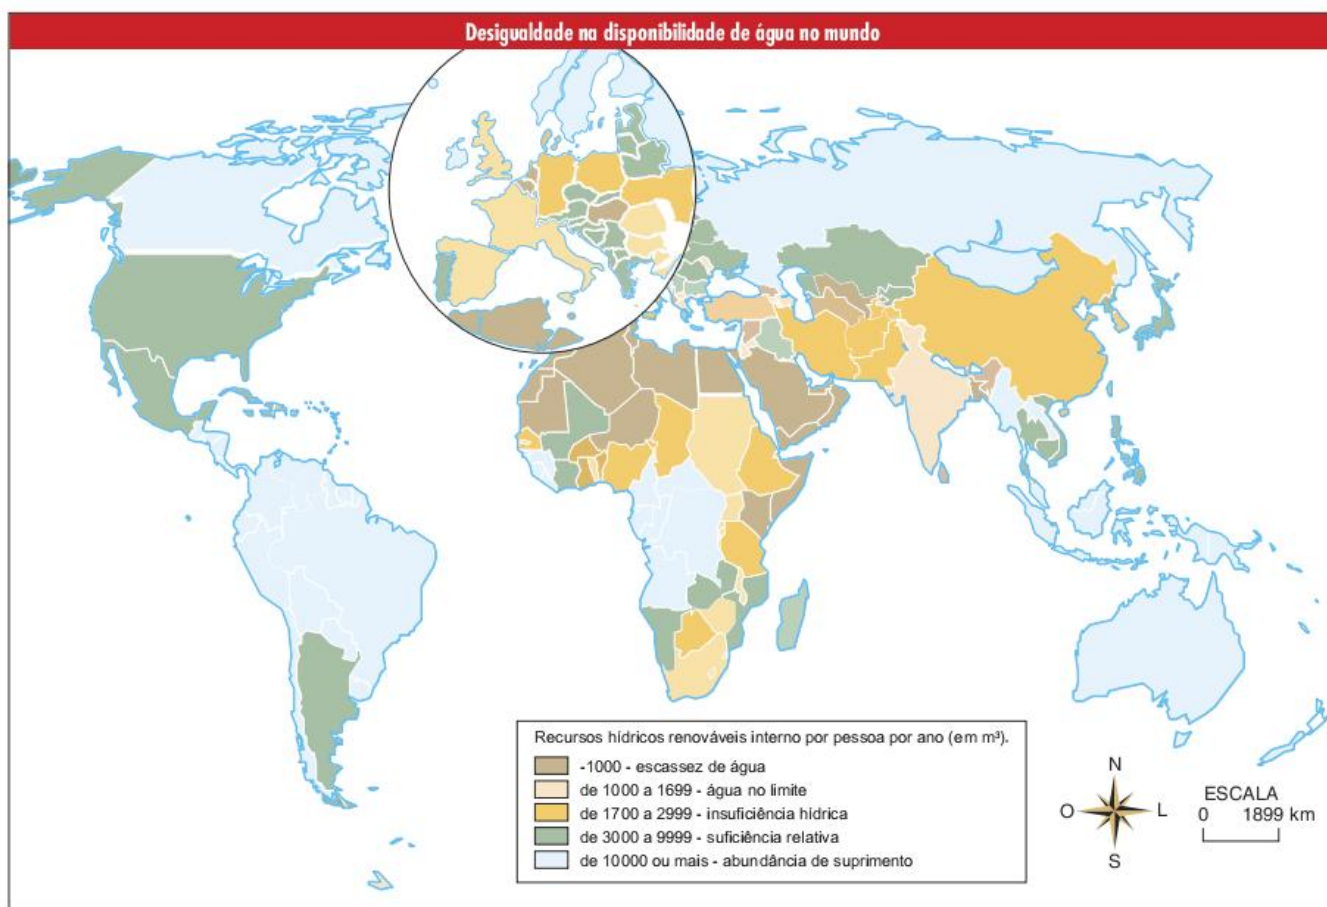 Desigualdade na disponibilidade de água no mundo
Recursos hídricos renováveis interno por pessoa por ano (em m³).
-1000 - escassez de água
de 1000 a 1699 - água no limite
de 1700 a 2999 - insuficiência hídrica
de 3000 a 9999 - suficiência relativa
de 10000 ou mais - abundância de suprimento
N
O
L
S
ESCALA
0 1899 km